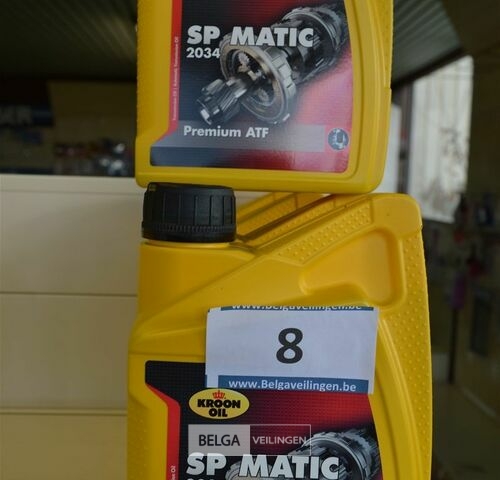 SP MATIC
2034
Premium ATF
www.Belgaveilingen.be
8
www.Belgaveilingen.be
KROON
OIL
BELGA VEILINGEN
SP MATIC